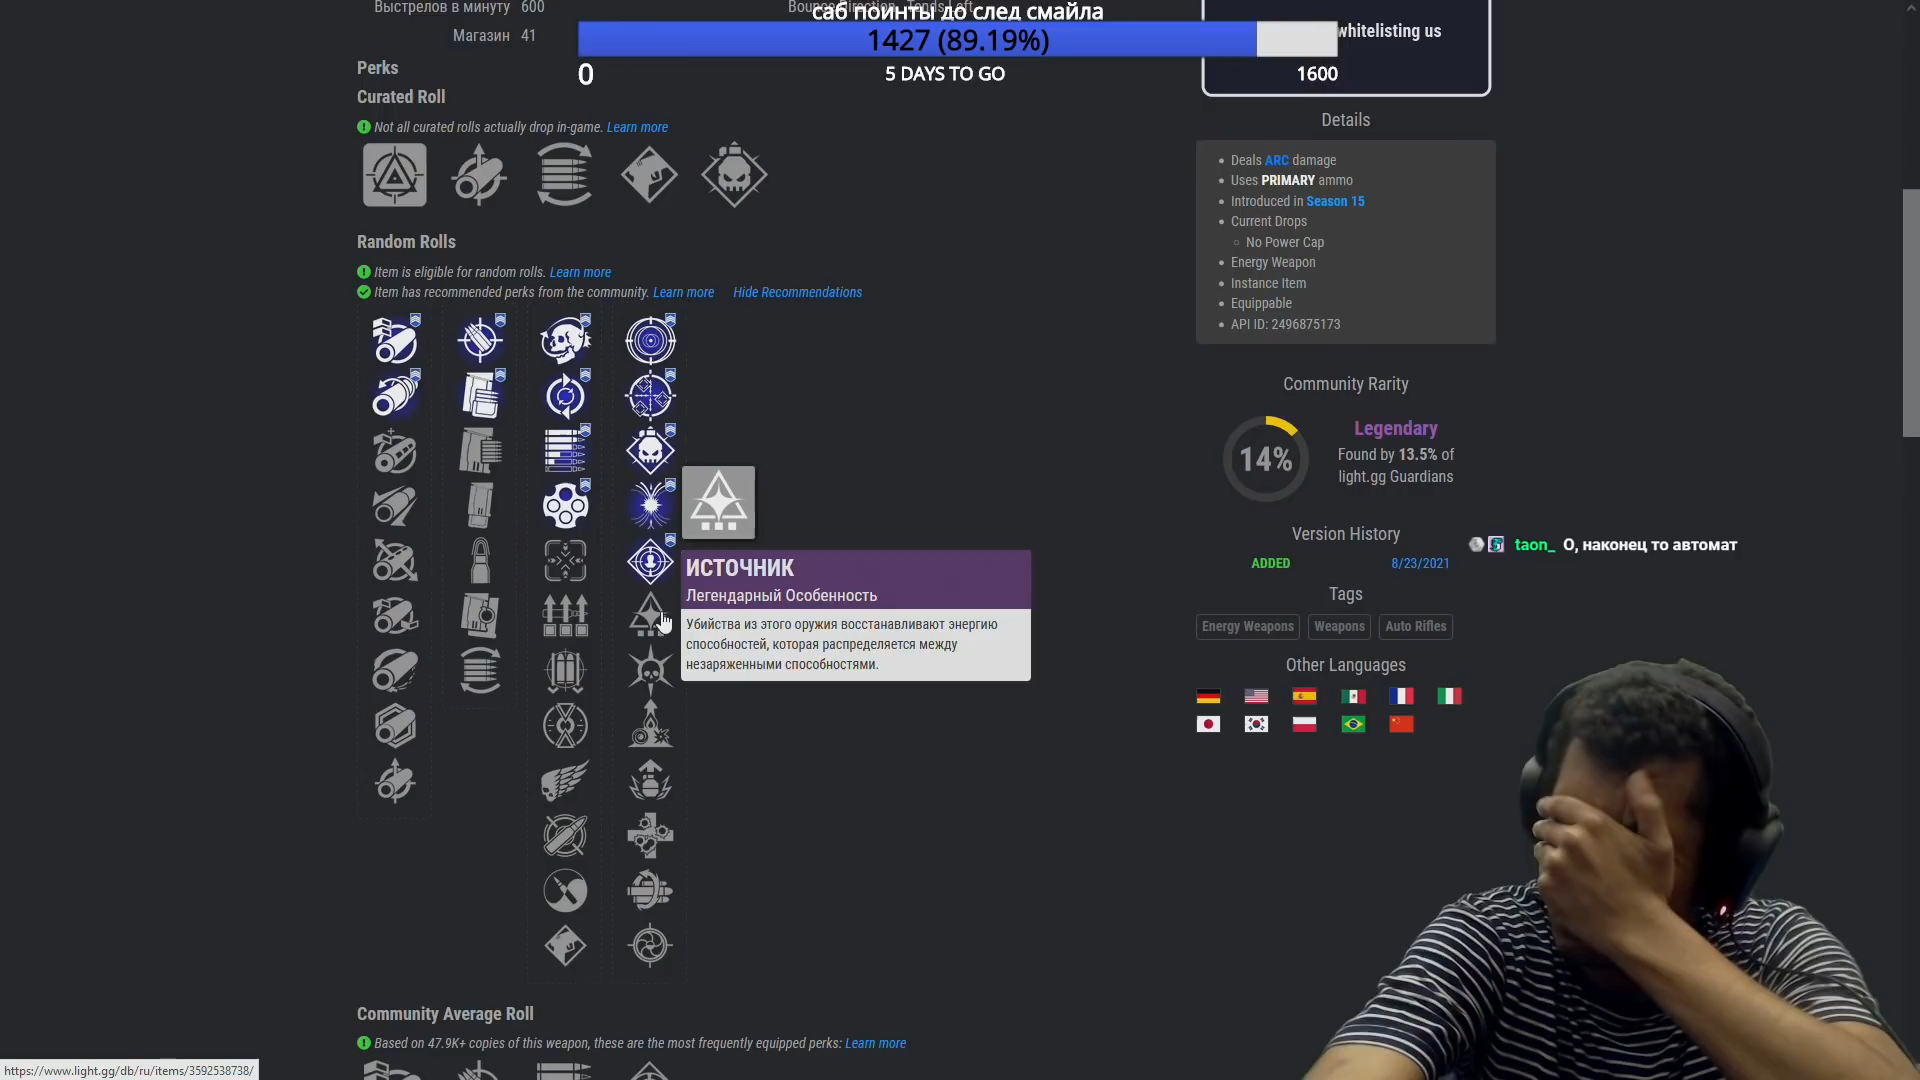 Выстрелов в минуту 600
Bounce Direction Tends Left
саб поинты до след смайла
1427 (89.19%)
whitelisting us
Магазин 41
0
5 DAYS TO GO
1600
Perks
Curated Roll
Not all curated rolls actually drop in-game. Learn more
Random Rolls
Item is eligible for random rolls. Learn more
Item has recommended perks from the community. Learn more Hide Recommendations
ИСТОЧНИК
Легендарный Особенность
Убийства из этого оружия восстанавливают энергию
способностей, которая распределяется между
незаряженными способностями.
Community Average Roll
Based on 47.9K+ copies of this weapon, these are the most frequently equipped perks: Learn more
https://www.light.gg/db/ru/items/3592538738/
Details
Deals ARC damage
Uses PRIMARY ammo
Introduced in Season 15
Current Drops
No Power Cap
Energy Weapon
Instance Item
Equippable
API ID: 2496875173
Community Rarity
14%
Legendary
Found by 13.5% of
light.gg Guardians
Version History
ADDED 8/23/2021
Tags
Energy Weapons Weapons Auto Rifles
Other Languages
taon_ О, наконец то автомат